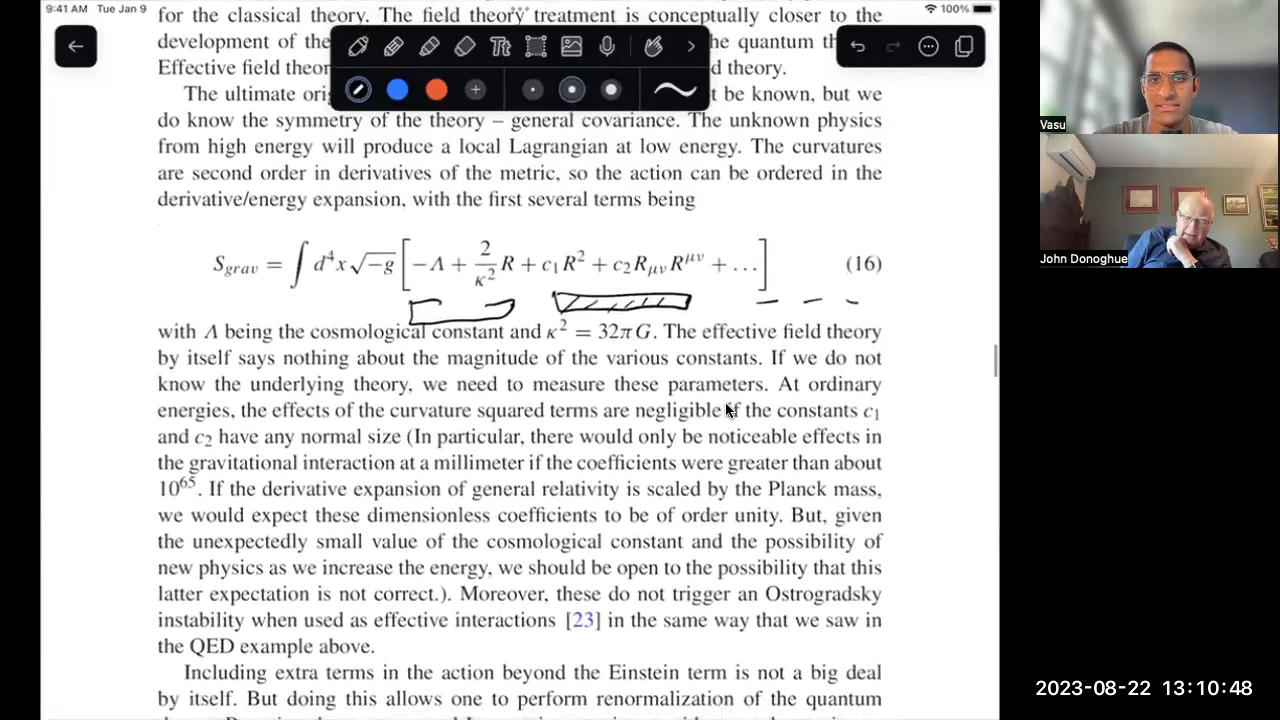 9:41 AM Tue Jan 9
100%
for the classical theory. The field theory treatment is conceptually closer to the
development of the he quantum th
Effective field theor d theory.
The ultimate orig t be known, but we
do know the symmetry of the theory – general covariance. The unknown physics
from high energy will produce a local Lagrangian at low energy. The curvatures
are second order in derivatives of the metric, so the action can be ordered in the
derivative/energy expansion, with the first several terms being
S_{grav} = ∫ d⁴x√−g [−Λ + 2/κ² R + c₁R² + c₂R_{μν}R^{μν} + …] (16)
with Λ being the cosmological constant and κ² = 32πG. The effective field theory
by itself says nothing about the magnitude of the various constants. If we do not
know the underlying theory, we need to measure these parameters. At ordinary
energies, the effects of the curvature squared terms are negligible if the constants c₁
and c₂ have any normal size (In particular, there would only be noticeable effects in
the gravitational interaction at a millimeter if the coefficients were greater than about
10⁶⁵. If the derivative expansion of general relativity is scaled by the Planck mass,
we would expect these dimensionless coefficients to be of order unity. But, given
the unexpectedly small value of the cosmological constant and the possibility of
new physics as we increase the energy, we should be open to the possibility that this
latter expectation is not correct.). Moreover, these do not trigger an Ostrogradsky
instability when used as effective interactions [23] in the same way that we saw in
the QED example above.
Including extra terms in the action beyond the Einstein term is not a big deal
by itself. But doing this allows one to perform renormalization of the quantum
Tt
Vasu
John Donoghue
2023-08-22 13:10:48